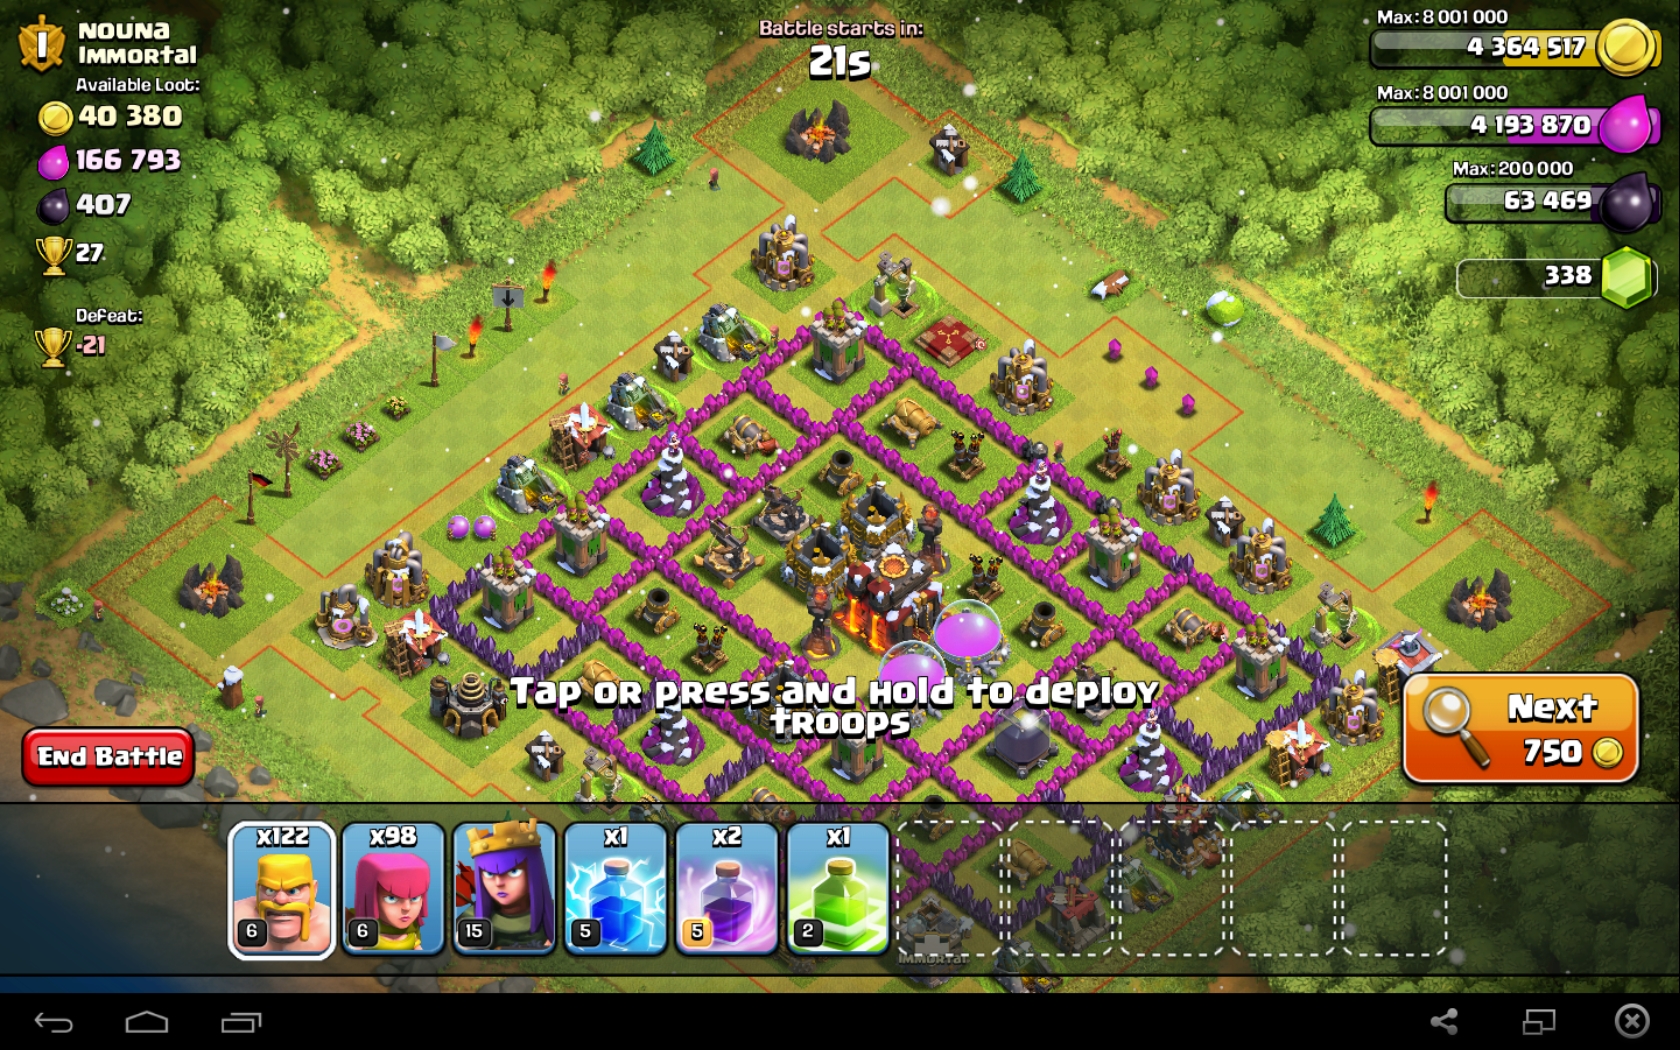 1
NOUNA
Immortal
Available Loot:
40 380
166 793
407
27
Defeat:
-21
Battle starts in:
21s
Max: 8 001 000
4 364 517
Max: 8 001 000
4 193 870
Max: 200 000
63 469
338
Tap or press and hold to deploy
troops
End Battle
Next
750
x122
x98
x1
x2
x1
6
6
15
5
5
2
Immortal